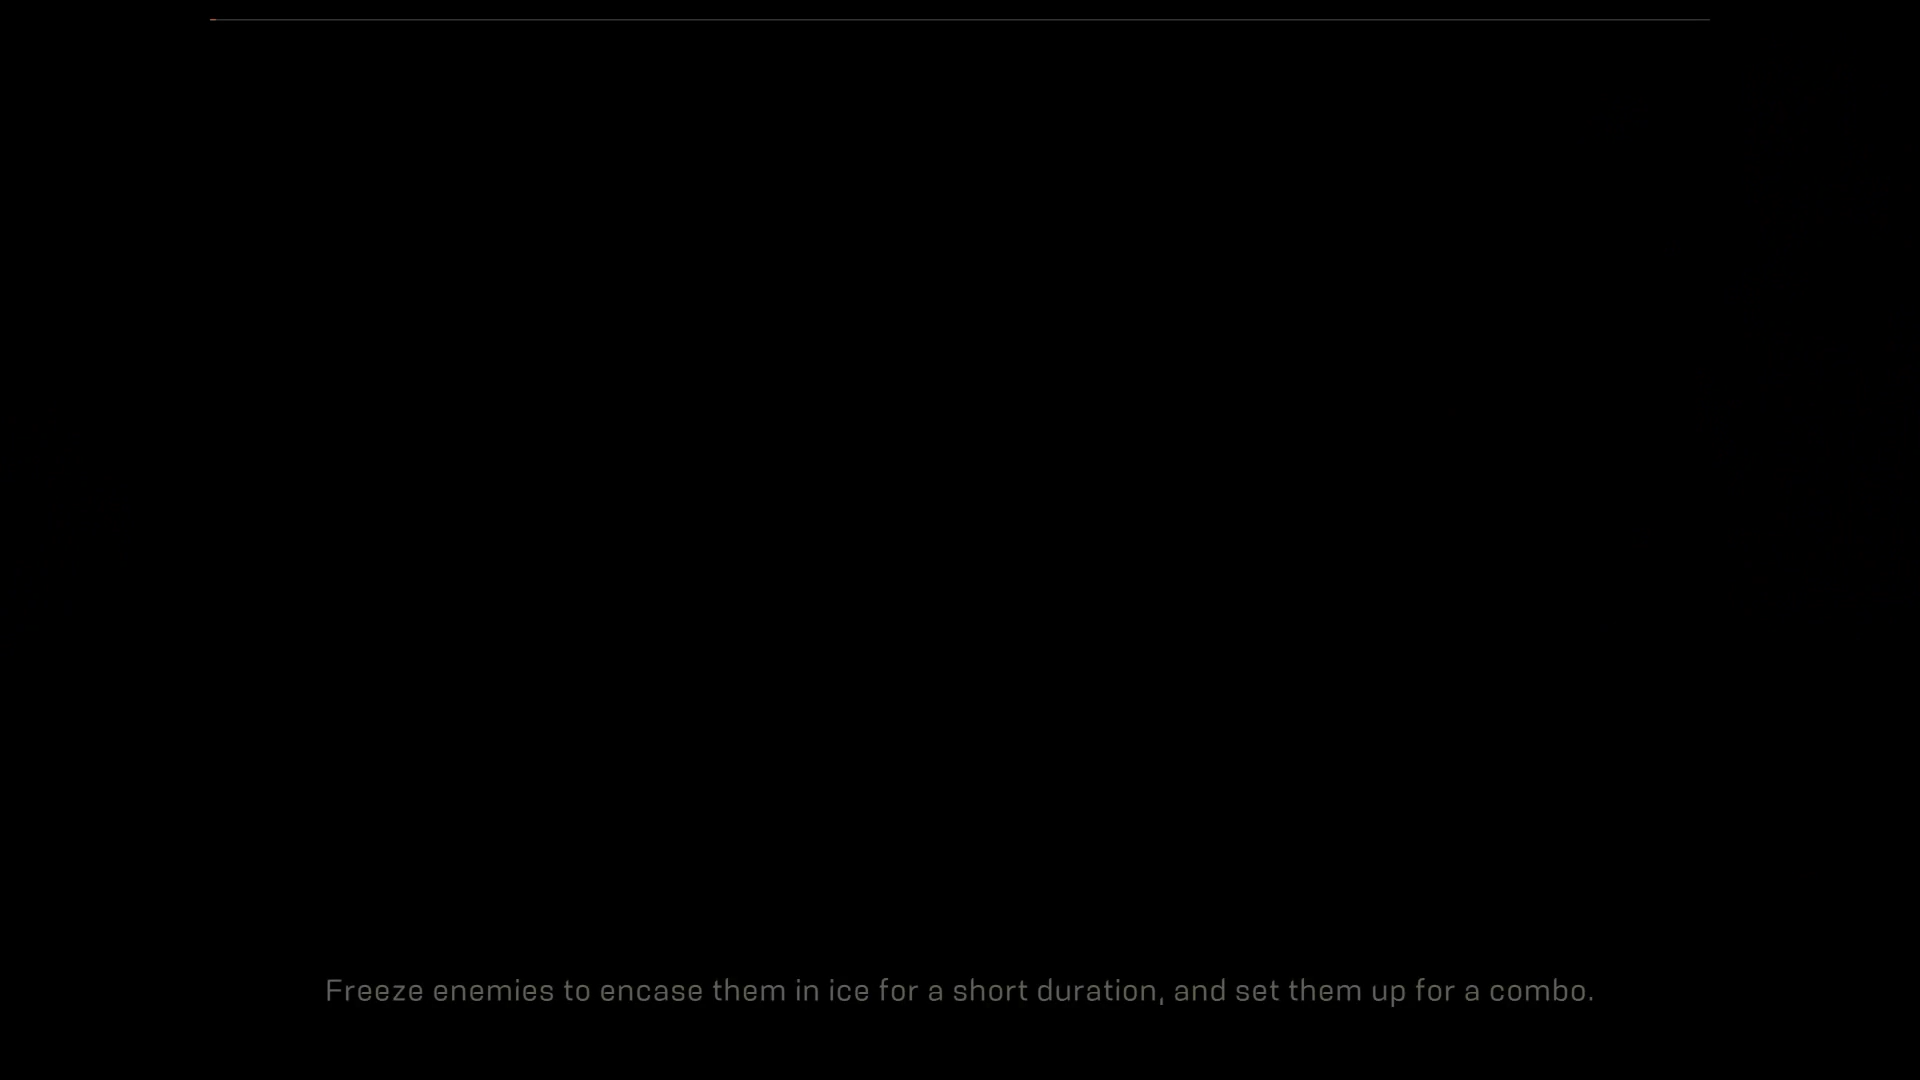 Freeze enemies to encase them in ice for a short duration, and set them up for a combo.